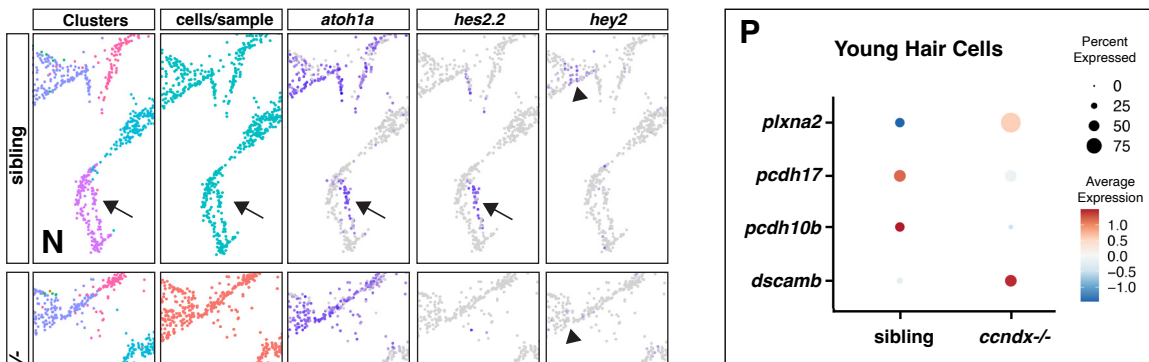 Clusters cells/sample atoh1a hes2.2 hey2
sibling
N
/-
P
Young Hair Cells
Percent
Expressed
0
25
50
75
plxna2
pcdh17
pcdh10b
dscamb
Average
Expression
1.0
0.5
0.0
−0.5
−1.0
sibling ccndx-/-